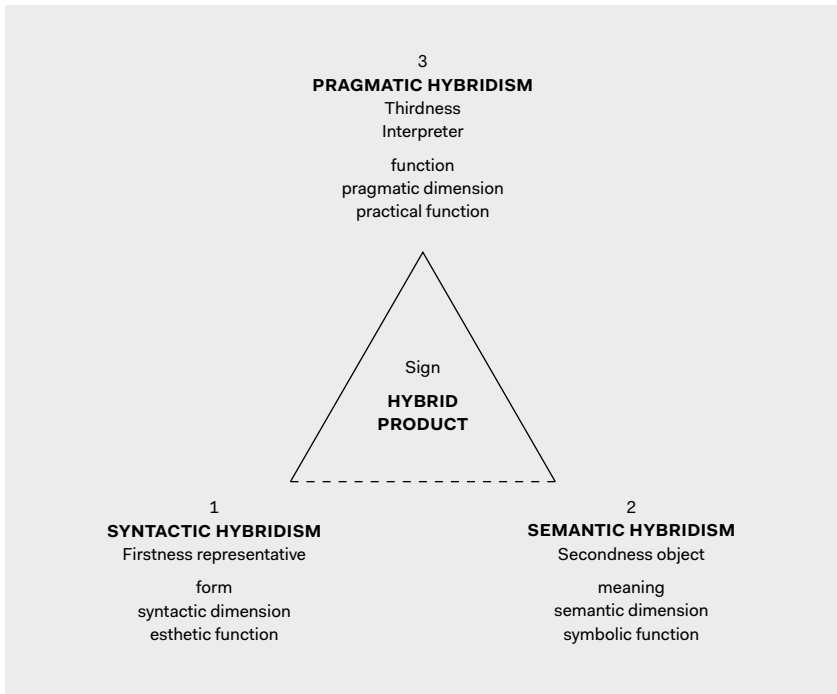 3
PRAGMATIC HYBRIDISM
Thirdness
Interpreter
function
pragmatic dimension
practical function
Sign
HYBRID
PRODUCT
1
SYNTACTIC HYBRIDISM
Firstness representative
form
syntactic dimension
esthetic function
2
SEMANTIC HYBRIDISM
Secondness object
meaning
semantic dimension
symbolic function